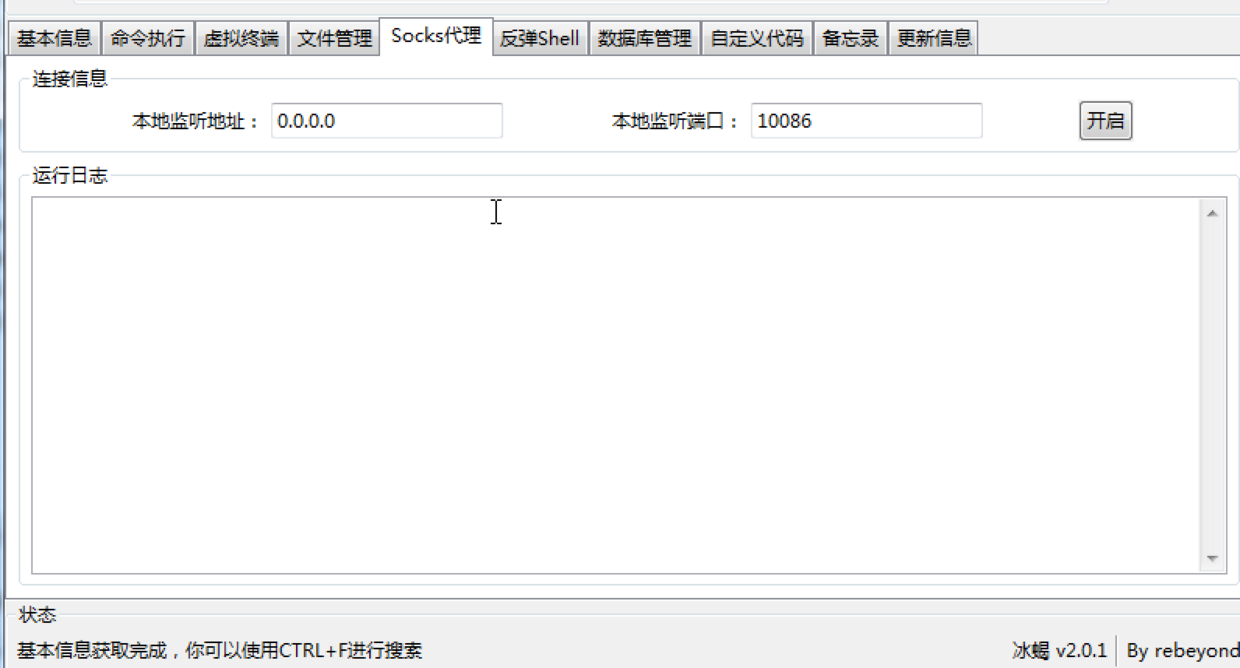 基本信息 命令执行 虚拟终端 文件管理 Socks代理 反弹Shell 数据库管理 自定义代码 备忘录 更新信息
连接信息
本地监听地址： 0.0.0.0 本地监听端口： 10086 开启
运行日志
状态
基本信息获取完成，你可以使用CTRL+F进行搜素 冰蝎 v2.0.1 By rebeyond